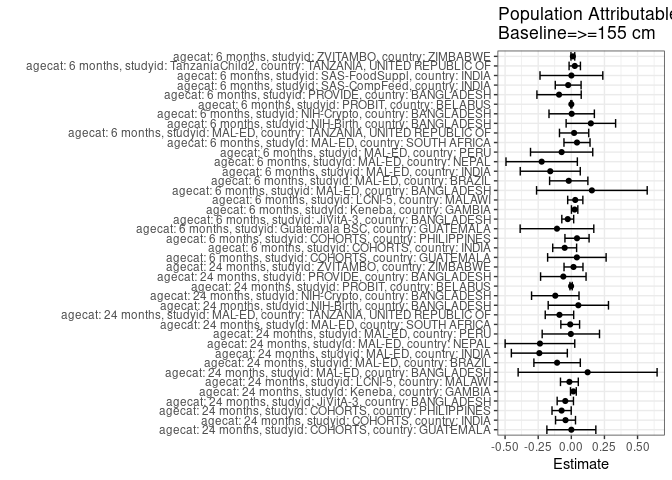 Population Attributable
Baseline=>=155 cm
agecat: 6 months, studyid: ZVITAMBO, country: ZIMBABWE
agecat: 6 months, studyid: TanzaniaChild2, country: TANZANIA, UNITED REPUBLIC OF
agecat: 6 months, studyid: SAS-FoodSuppl, country: INDIA
agecat: 6 months, studyid: SAS-CompFeed, country: INDIA
agecat: 6 months, studyid: PROVIDE, country: BANGLADESH
agecat: 6 months, studyid: PROBIT, country: BELARUS
agecat: 6 months, studyid: NIH-Crypto, country: BANGLADESH
agecat: 6 months, studyid: NIH-Birth, country: BANGLADESH
agecat: 6 months, studyid: MAL-ED, country: TANZANIA, UNITED REPUBLIC OF
agecat: 6 months, studyid: MAL-ED, country: SOUTH AFRICA
agecat: 6 months, studyid: MAL-ED, country: PERU
agecat: 6 months, studyid: MAL-ED, country: NEPAL
agecat: 6 months, studyid: MAL-ED, country: INDIA
agecat: 6 months, studyid: MAL-ED, country: BRAZIL
agecat: 6 months, studyid: MAL-ED, country: BANGLADESH
agecat: 6 months, studyid: LCNI-5, country: MALAWI
agecat: 6 months, studyid: Keneba, country: GAMBIA
agecat: 6 months, studyid: JiVitA-3, country: BANGLADESH
agecat: 6 months, studyid: Guatemala BSC, country: GUATEMALA
agecat: 6 months, studyid: COHORTS, country: PHILIPPINES
agecat: 6 months, studyid: COHORTS, country: INDIA
agecat: 6 months, studyid: COHORTS, country: GUATEMALA
agecat: 24 months, studyid: ZVITAMBO, country: ZIMBABWE
agecat: 24 months, studyid: PROVIDE, country: BANGLADESH
agecat: 24 months, studyid: PROBIT, country: BELARUS
agecat: 24 months, studyid: NIH-Crypto, country: BANGLADESH
agecat: 24 months, studyid: NIH-Birth, country: BANGLADESH
agecat: 24 months, studyid: MAL-ED, country: TANZANIA, UNITED REPUBLIC OF
agecat: 24 months, studyid: MAL-ED, country: SOUTH AFRICA
agecat: 24 months, studyid: MAL-ED, country: PERU
agecat: 24 months, studyid: MAL-ED, country: NEPAL
agecat: 24 months, studyid: MAL-ED, country: INDIA
agecat: 24 months, studyid: MAL-ED, country: BRAZIL
agecat: 24 months, studyid: MAL-ED, country: BANGLADESH
agecat: 24 months, studyid: LCNI-5, country: MALAWI
agecat: 24 months, studyid: Keneba, country: GAMBIA
agecat: 24 months, studyid: JiVitA-3, country: BANGLADESH
agecat: 24 months, studyid: COHORTS, country: PHILIPPINES
agecat: 24 months, studyid: COHORTS, country: INDIA
agecat: 24 months, studyid: COHORTS, country: GUATEMALA
-0.50 -0.25 0.00 0.25 0.50
Estimate